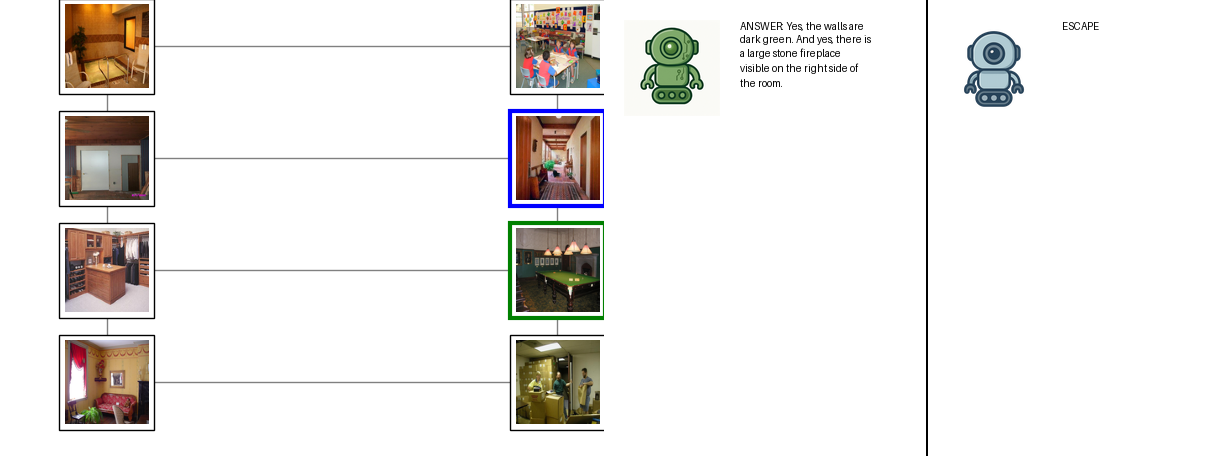 ANSWER: Yes, the walls are
dark green. And yes, there is
a large stone fireplace
visible on the right side of
the room.
ESCAPE